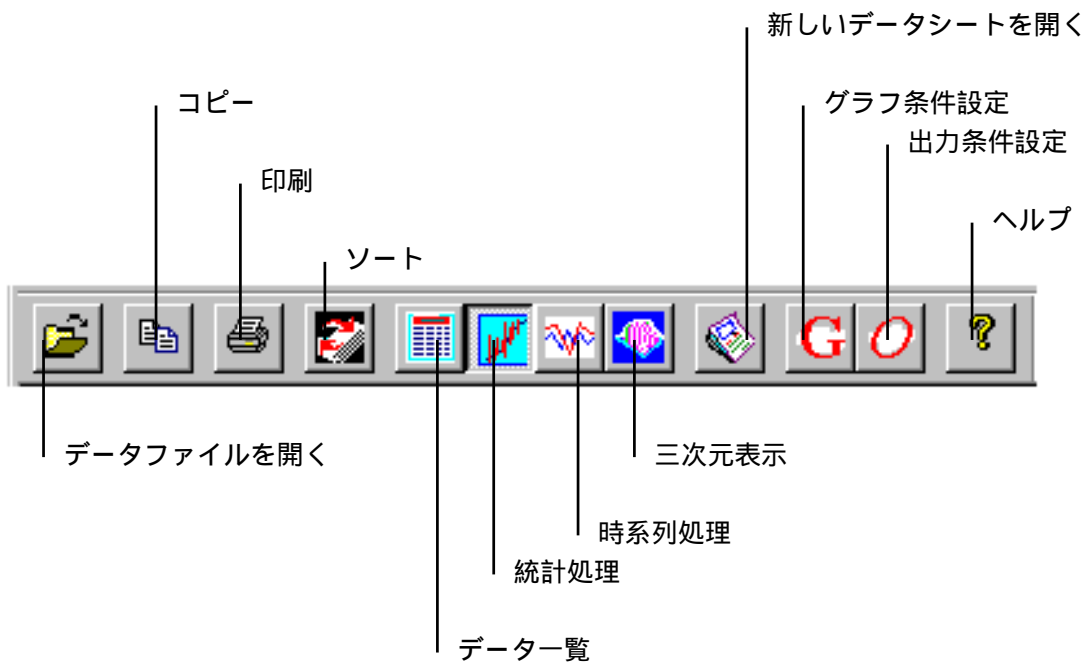 新しいデータシートを開く
コピー
グラフ条件設定
出力条件設定
印刷
ヘルプ
ソート
G
O
?
データファイルを開く
三次元表示
時系列処理
統計処理
データ一覧